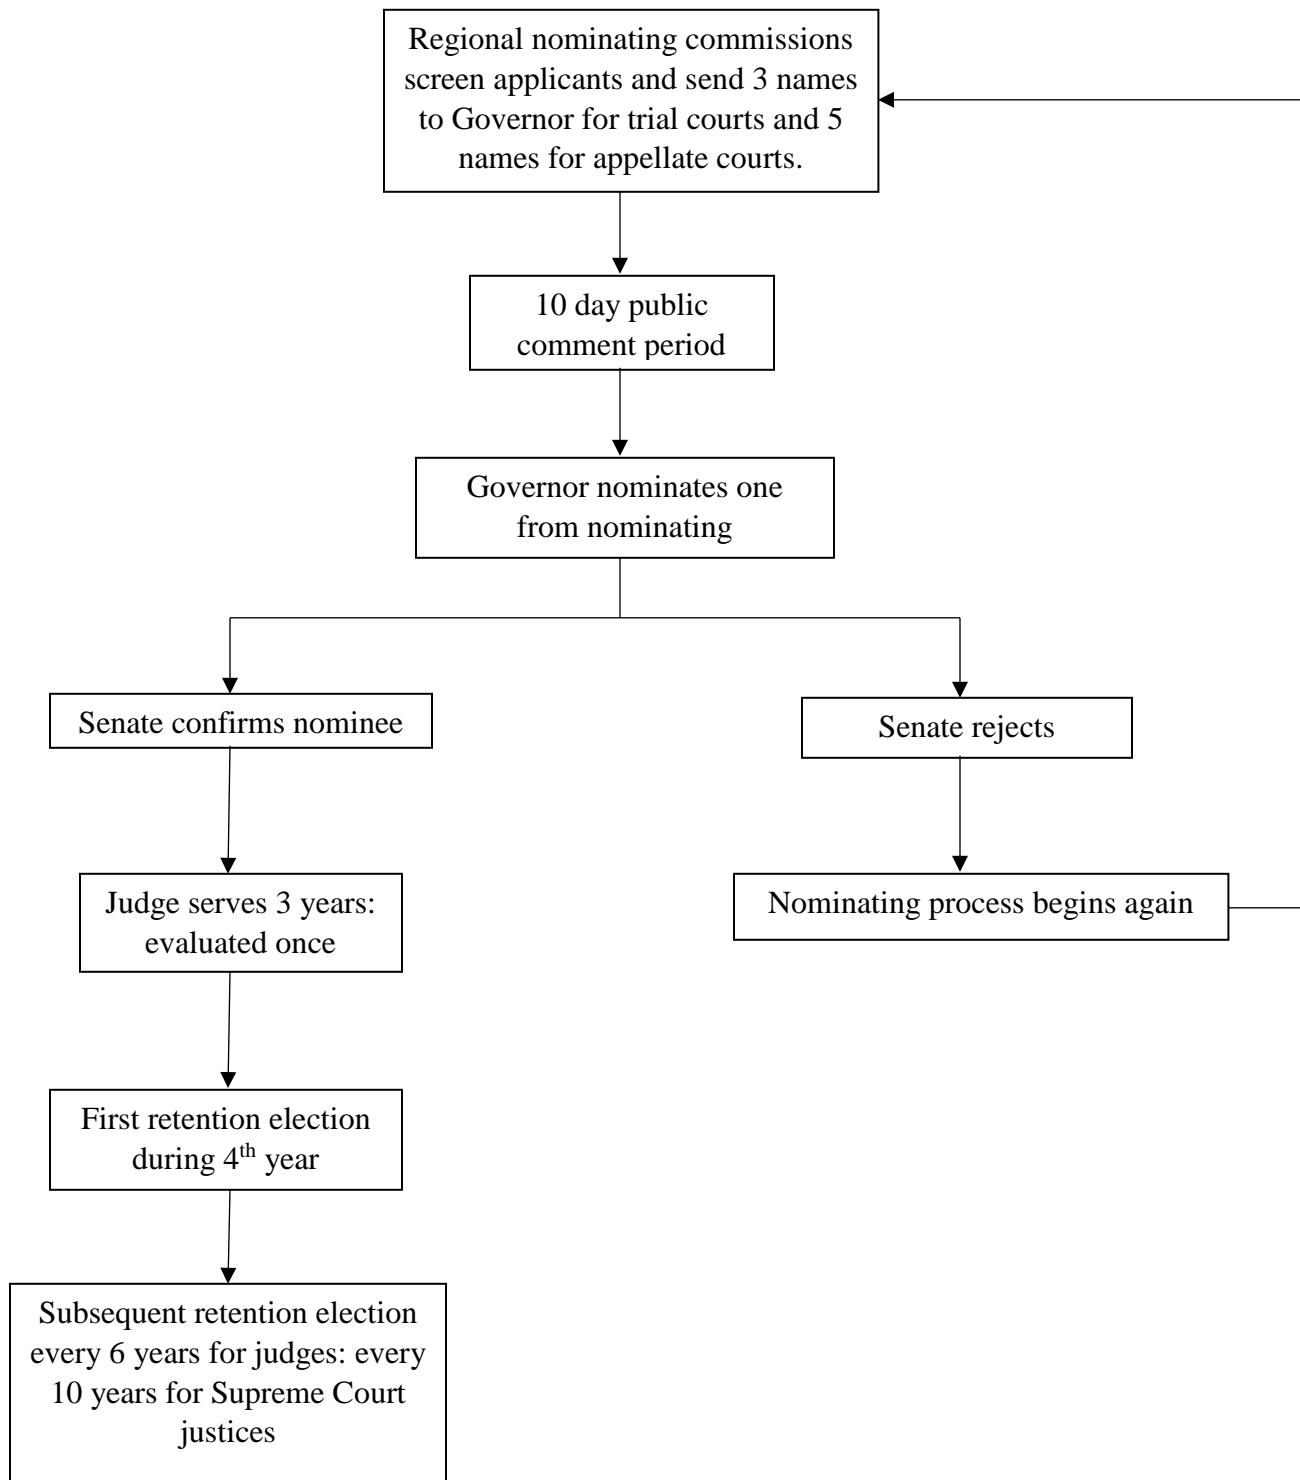 Regional nominating commissions
screen applicants and send 3 names
to Governor for trial courts and 5
names for appellate courts.
10 day public
comment period
Governor nominates one
from nominating
Senate confirms nominee
Senate rejects
Judge serves 3 years:
evaluated once
Nominating process begins again
First retention election
during 4th year
Subsequent retention election
every 6 years for judges: every
10 years for Supreme Court
justices